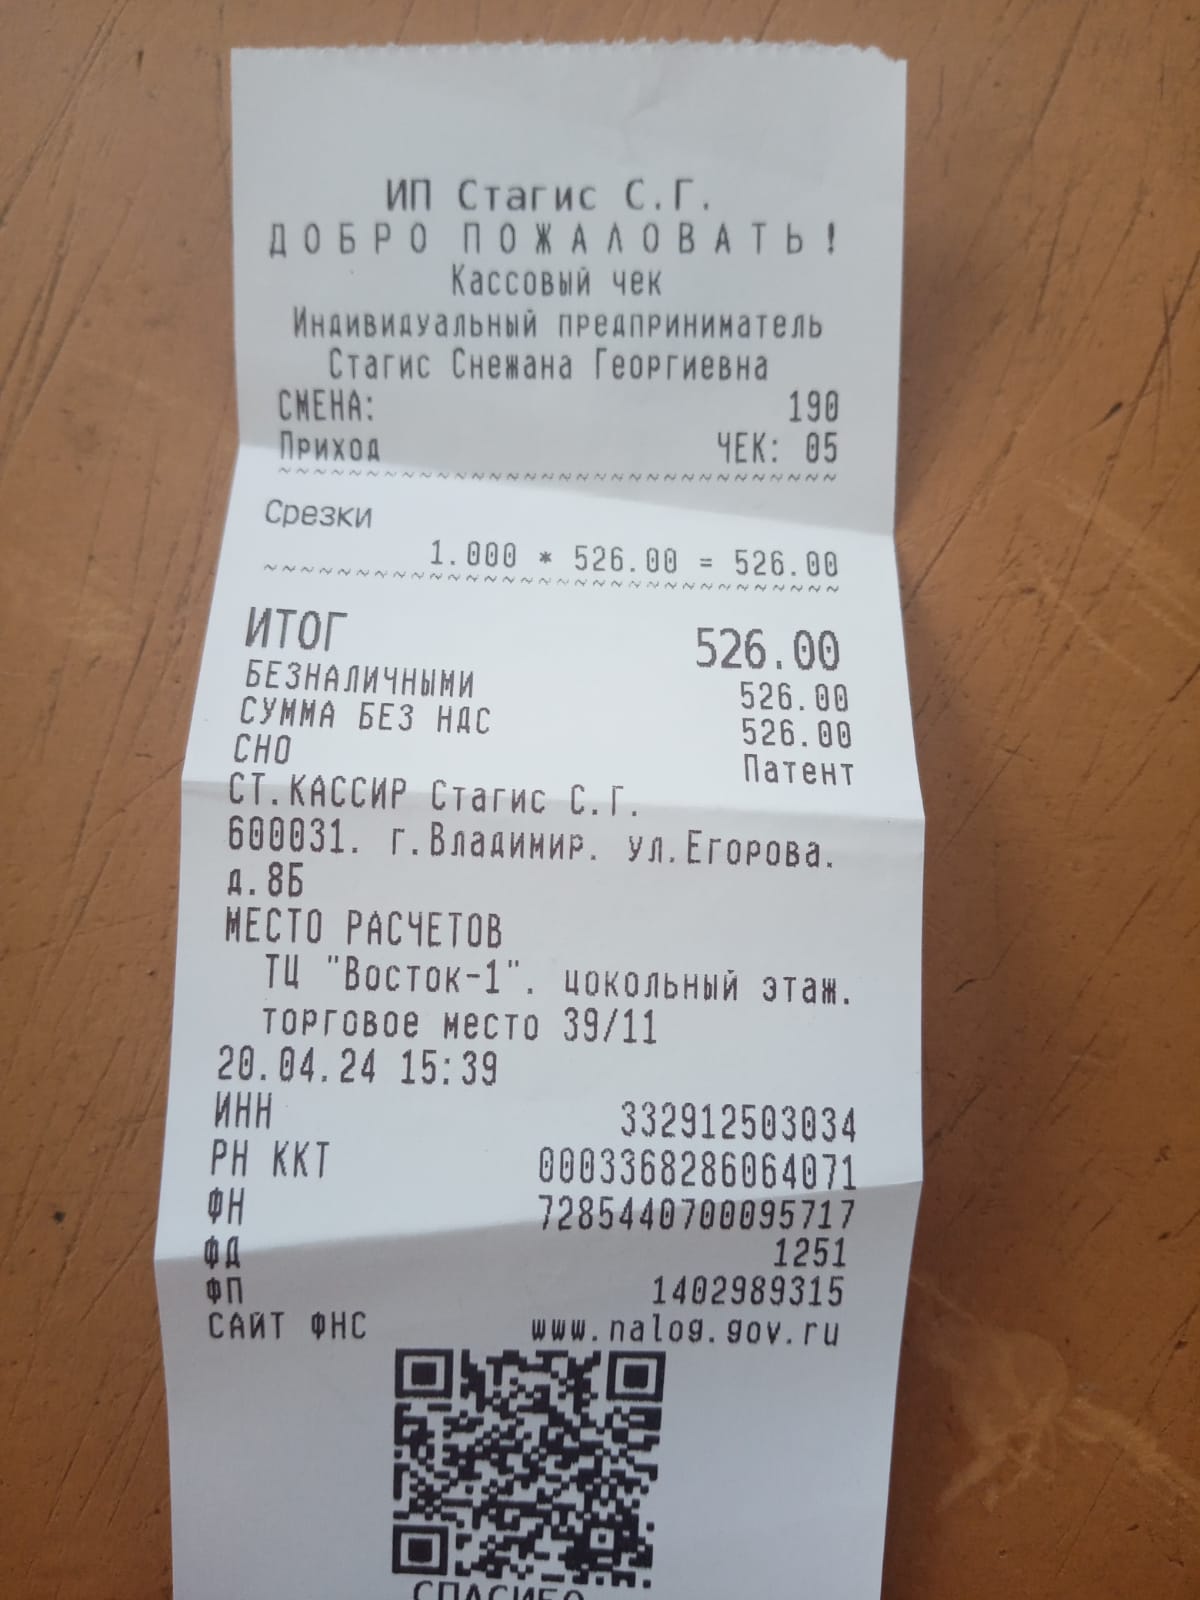 ИП Стагис С.Г.
ДОБРО ПОЖАЛОВАТЬ!
Кассовый чек
Индивидуальный предприниматель
Стагис Снежана Георгиевна
СМЕНА: 190
Приход ЧЕК: 05
~~~~~~~~~~~~~~~~~~~~~~~~~~~~~~~~
Срезки
1.000 * 526.00 = 526.00
~~~~~~~~~~~~~~~~~~~~~~~~~~~~~~~~
ИТОГ 526.00
БЕЗНАЛИЧНЫМИ 526.00
СУММА БЕЗ НДС 526.00
СНО Патент
СТ.КАССИР Стагис С.Г.
600031. г.Владимир. ул.Егорова.
д.8Б
МЕСТО РАСЧЕТОВ
ТЦ "Восток-1". цокольный этаж.
торговое место 39/11
20.04.24 15:39
ИНН 332912503034
РН ККТ 0003368286064071
ФН 7285440700095717
ФД 1251
ФП 1402989315
САЙТ ФНС www.nalog.gov.ru
СПАСИБО